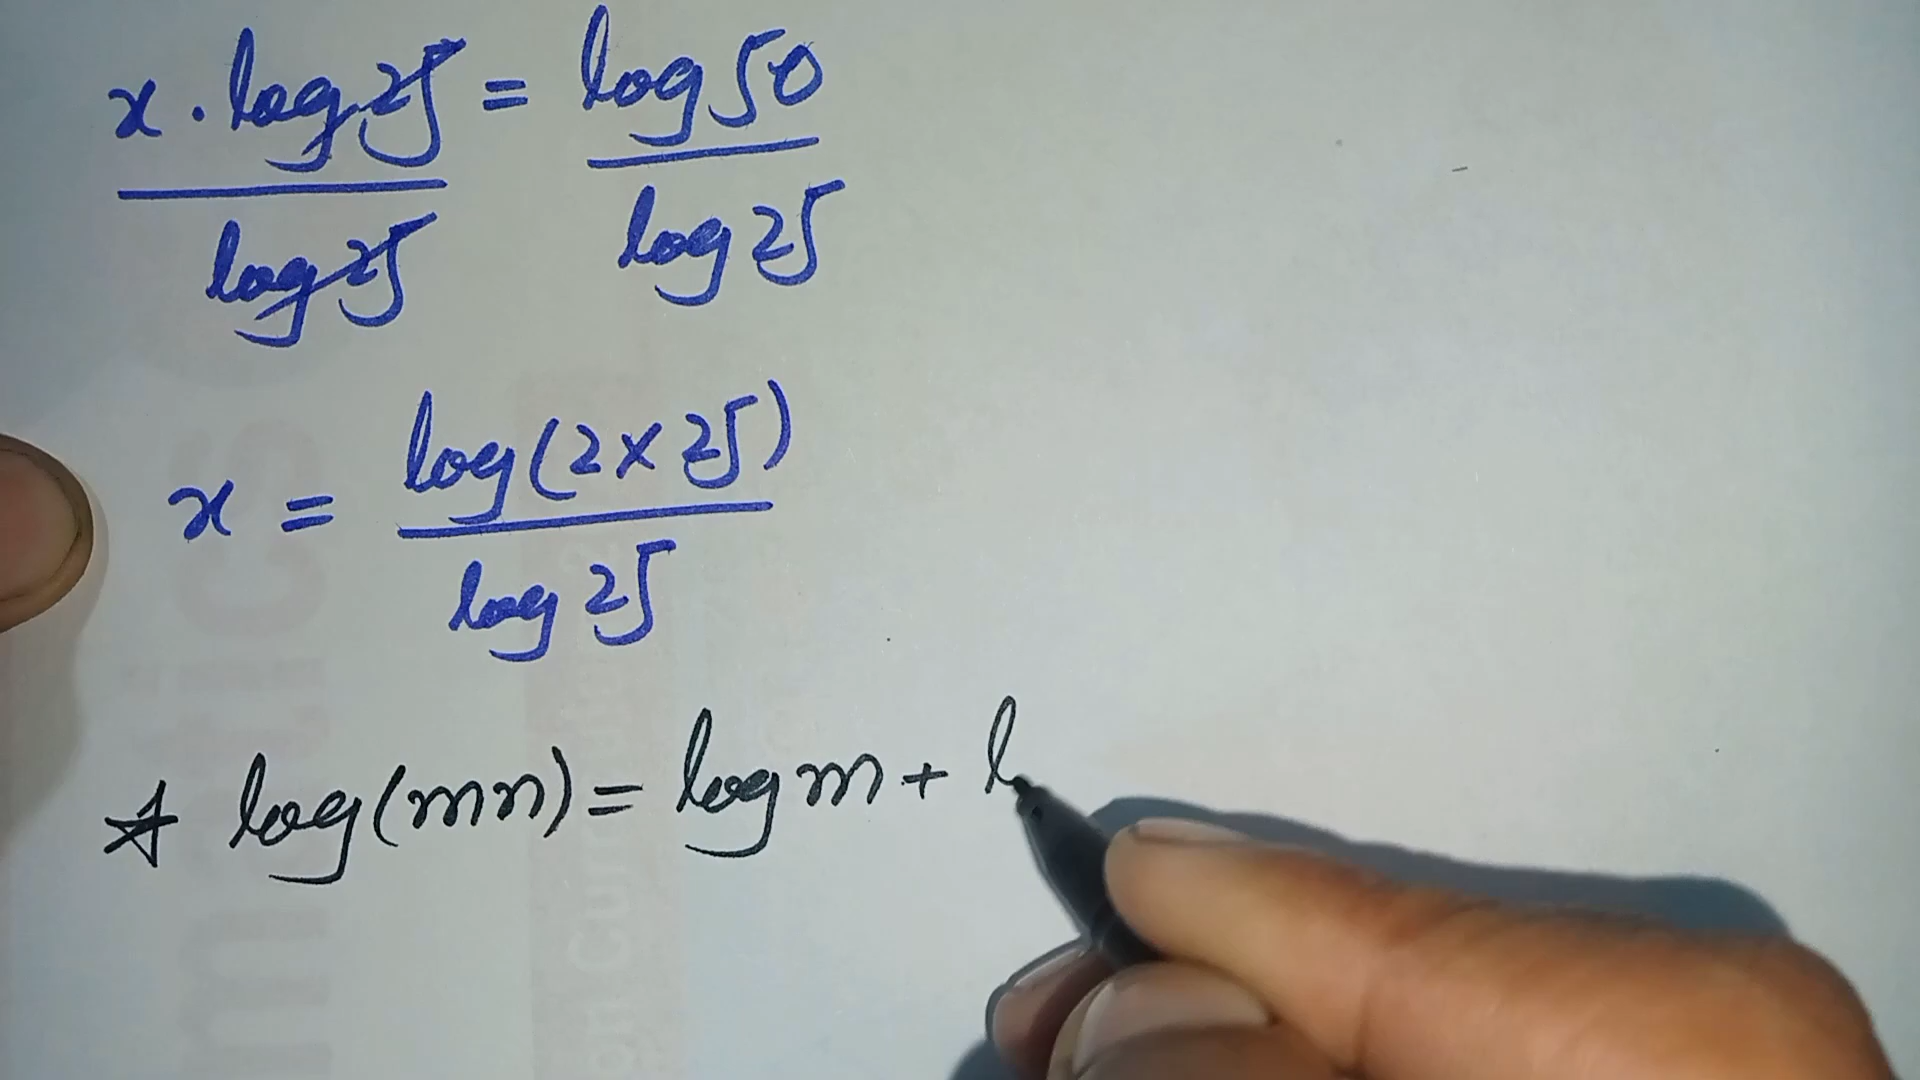 x . log 25 = log 50
log 25 log 25
x = log(2 x 25)
log 25
☆ log(mn) = log m + l